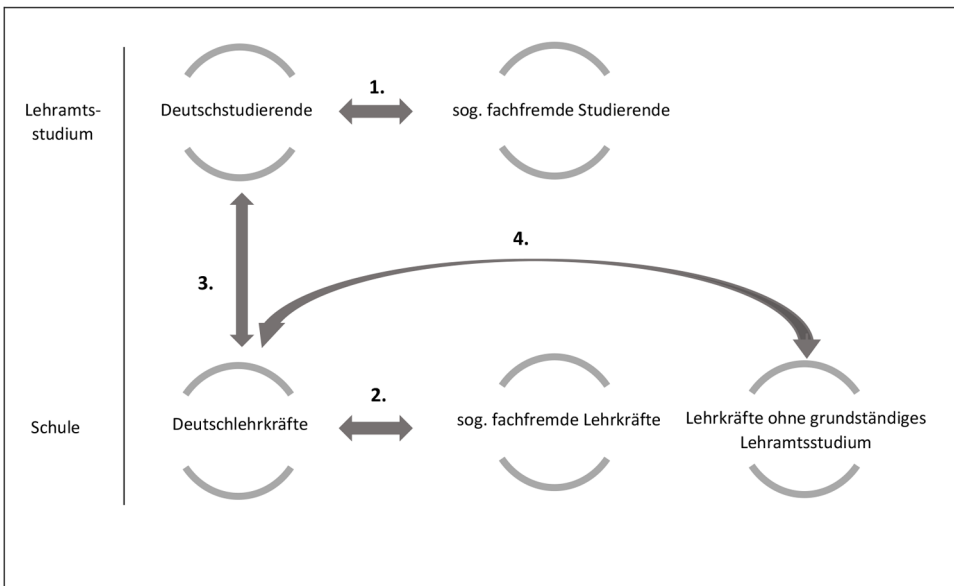 1.
Lehramts-
studium
Deutschstudierende
sog. fachfremde Studierende
4.
3.
2.
Schule
Deutschlehrkräfte
sog. fachfremde Lehrkräfte
Lehrkräfte ohne grundständiges
Lehramtsstudium